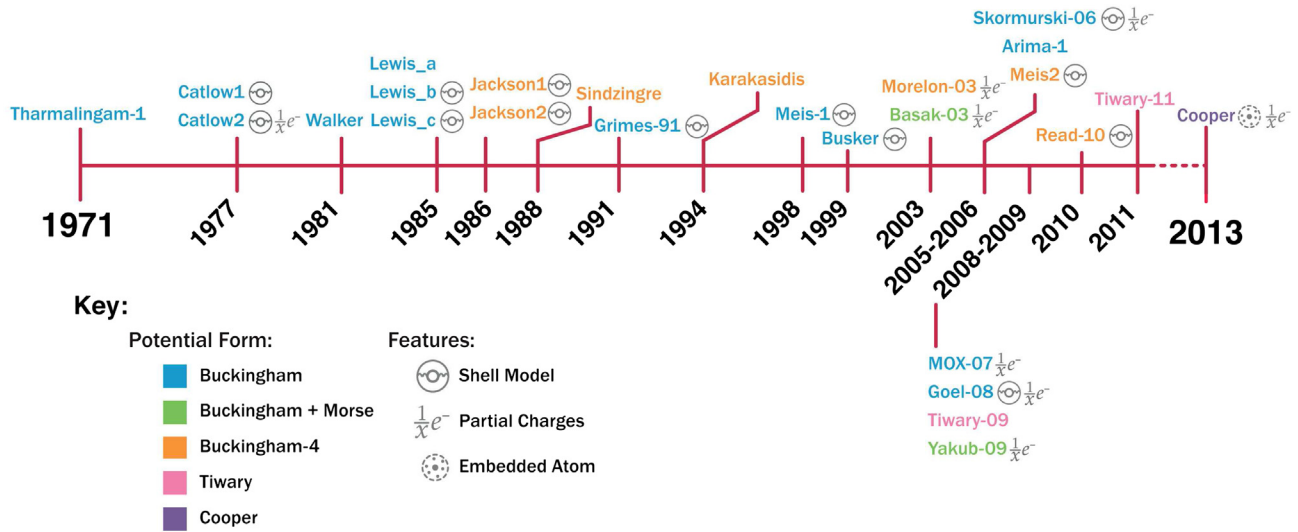 Skormurski-06 1/x e-
Arima-1
Meis2
Lewis_a
Lewis_b
Lewis_c
Catlow1
Catlow2 1/x e-
Tharmalingam-1
Walker
Jackson1
Jackson2
Sindzingre
Grimes-91
Karakasidis
Meis-1
Busker
Morelon-03 1/x e-
Basak-03 1/x e-
Read-10
Tiwary-11
Cooper 1/x e-
1971
1977
1981
1985
1986
1988
1991
1994
1998
1999
2003
2005-2006
2008-2009
2010
2011
2013
MOX-07 1/x e-
Goel-08 1/x e-
Tiwary-09
Yakub-09 1/x e-
Key:
Potential Form:
Buckingham
Buckingham + Morse
Buckingham-4
Tiwary
Cooper
Features:
Shell Model
1/x e- Partial Charges
Embedded Atom